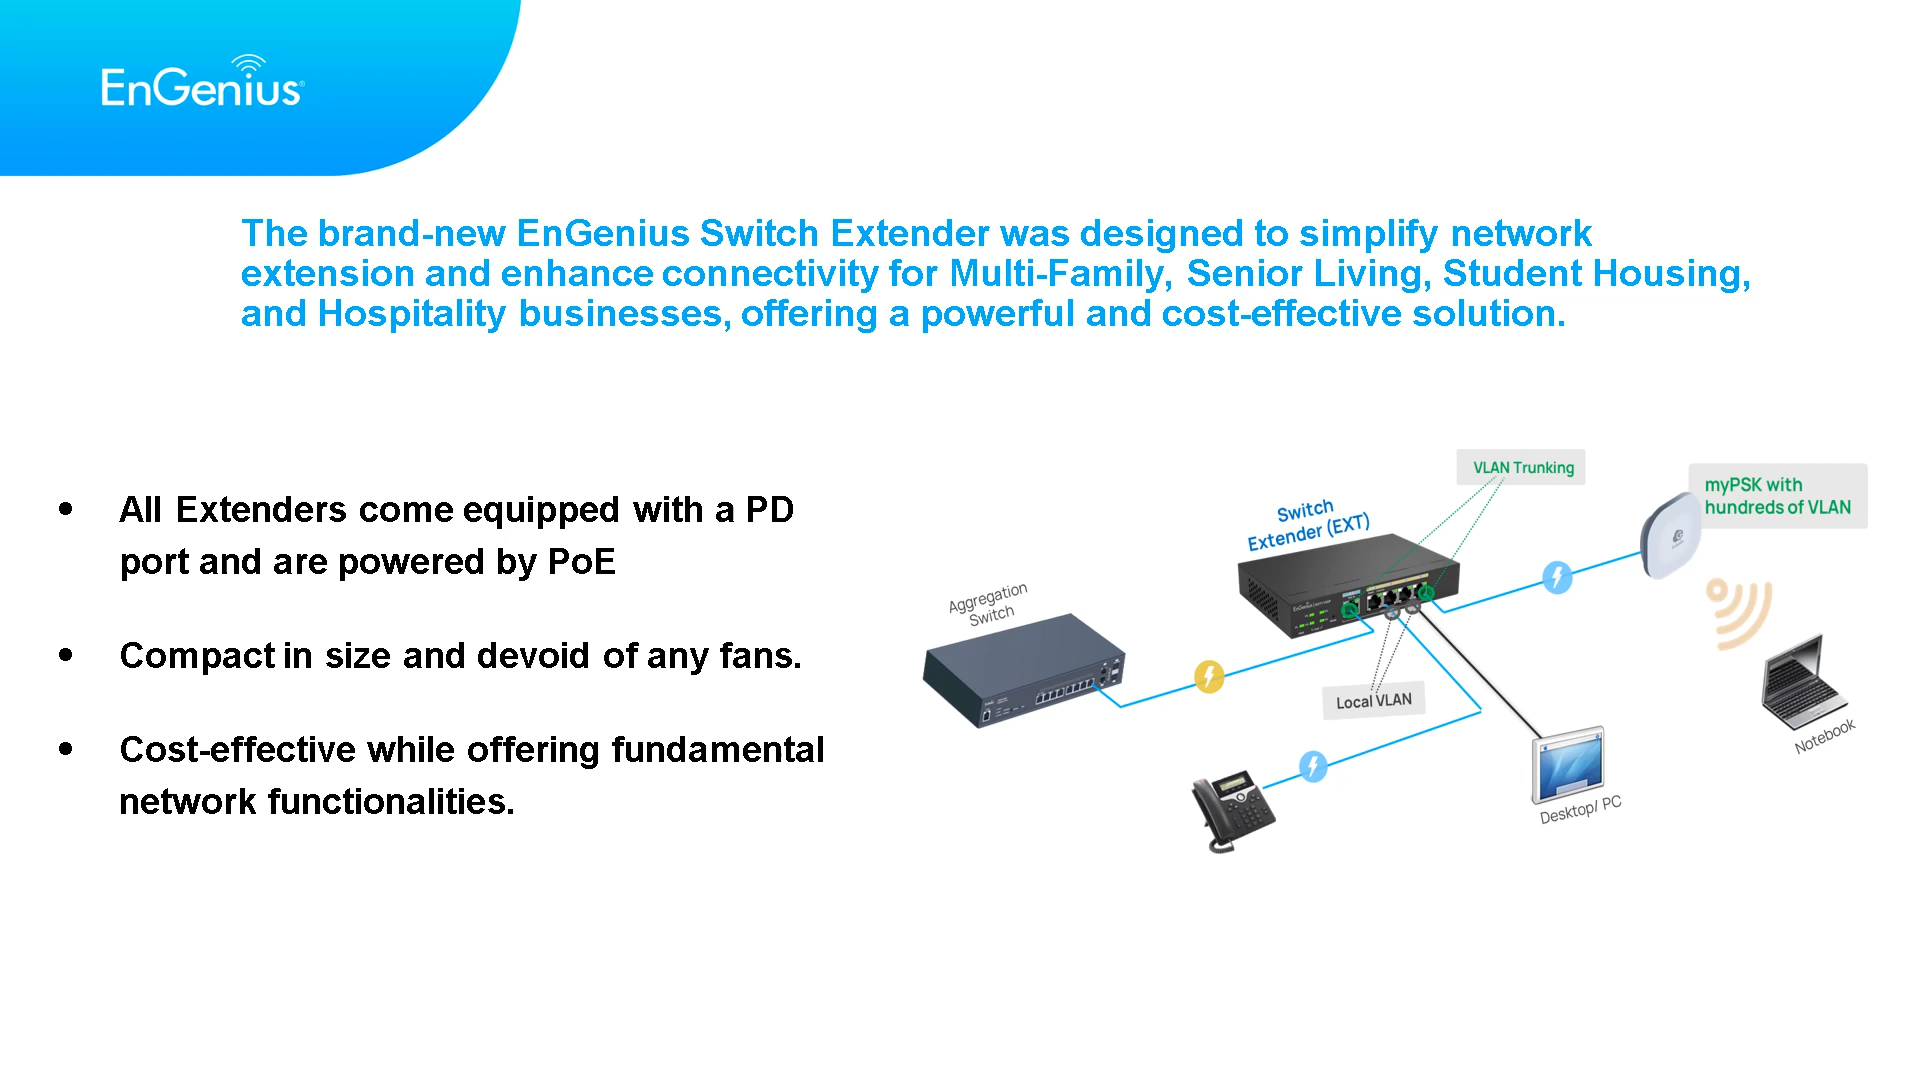 EnGenius
The brand-new EnGenius Switch Extender was designed to simplify network
extension and enhance connectivity for Multi-Family, Senior Living, Student Housing,
and Hospitality businesses, offering a powerful and cost-effective solution.
• All Extenders come equipped with a PD
port and are powered by PoE
• Compact in size and devoid of any fans.
• Cost-effective while offering fundamental
network functionalities.
VLAN Trunking
myPSK with
hundreds of VLAN
Switch
Extender (EXT)
Aggregation
Switch
EnGenius
Local VLAN
Notebook
Desktop/ PC